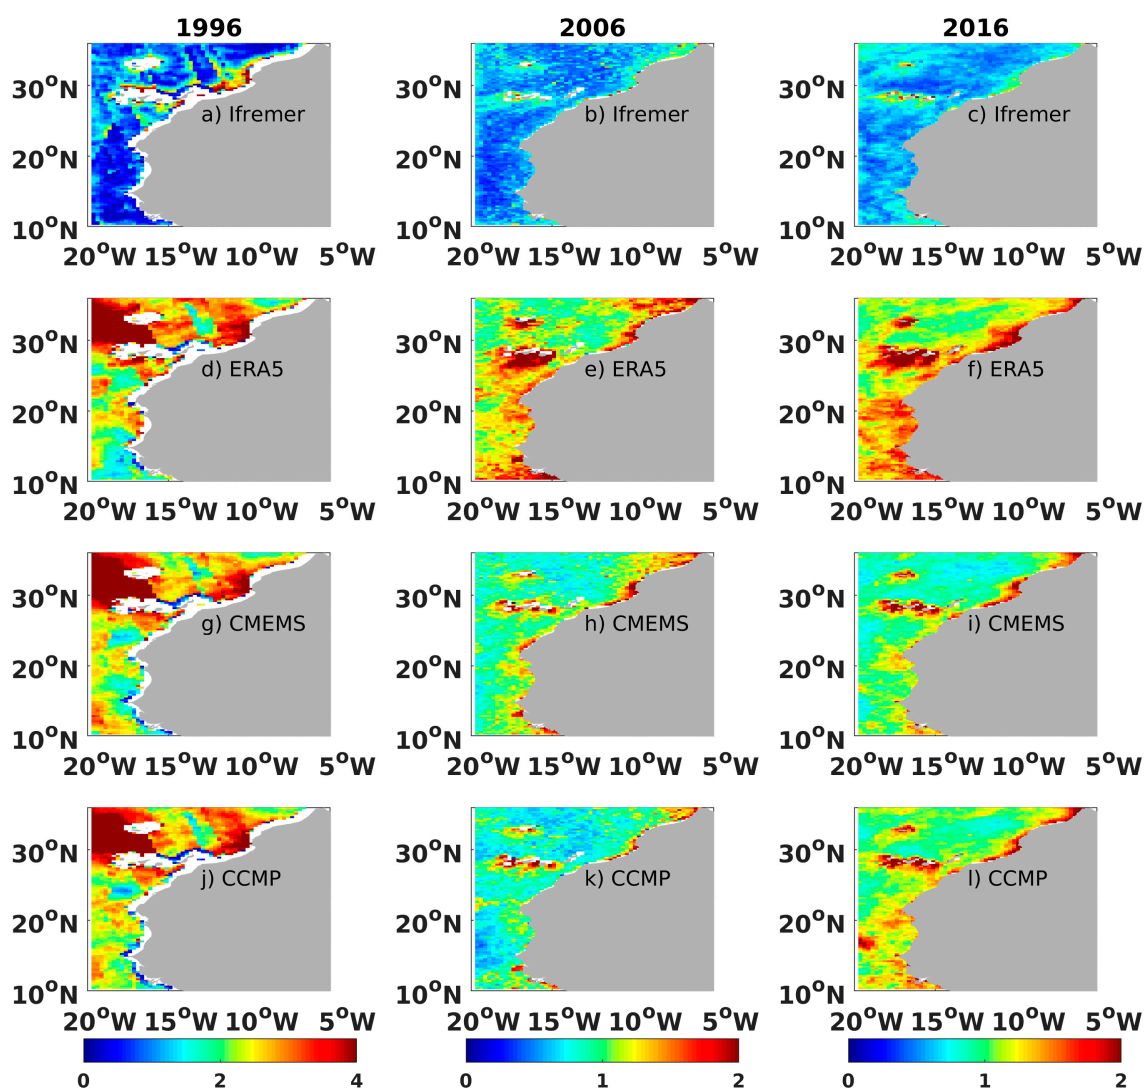 1996 2006 2016
30°N 30°N 30°N
a) Ifremer b) Ifremer c) Ifremer
20°N 20°N 20°N
10°N 10°N 10°N
20°W 15°W 10°W 5°W 20°W 15°W 10°W 5°W 20°W 15°W 10°W 5°W
30°N 30°N 30°N
d) ERA5 e) ERA5 f) ERA5
20°N 20°N 20°N
10°N 10°N 10°N
20°W 15°W 10°W 5°W 20°W 15°W 10°W 5°W 20°W 15°W 10°W 5°W
30°N 30°N 30°N
g) CMEMS h) CMEMS i) CMEMS
20°N 20°N 20°N
10°N 10°N 10°N
20°W 15°W 10°W 5°W 20°W 15°W 10°W 5°W 20°W 15°W 10°W 5°W
30°N 30°N 30°N
j) CCMP k) CCMP l) CCMP
20°N 20°N 20°N
10°N 10°N 10°N
20°W 15°W 10°W 5°W 20°W 15°W 10°W 5°W 20°W 15°W 10°W 5°W
0 2 4 0 1 2 0 1 2